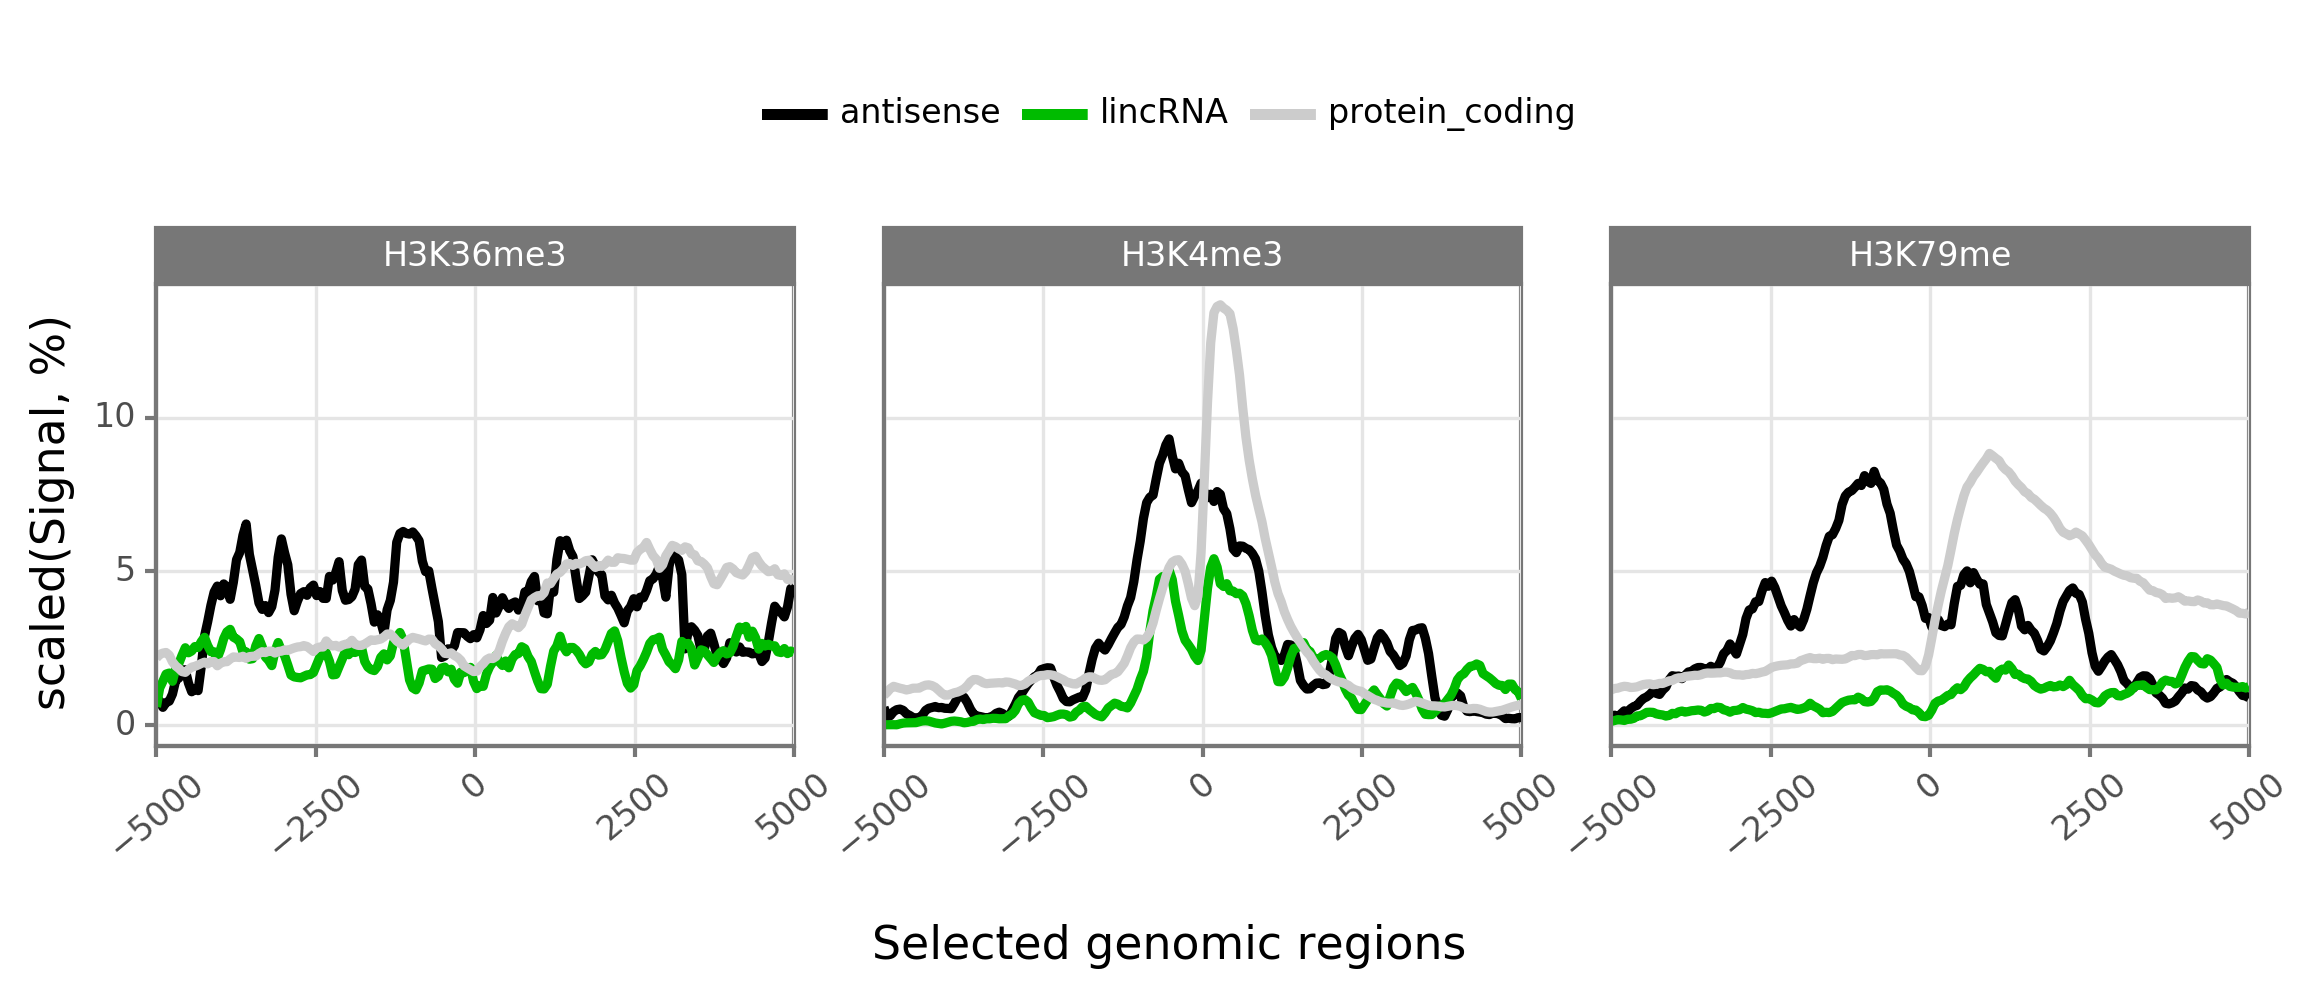 antisense lincRNA protein_coding
H3K36me3 H3K4me3 H3K79me
scaled(Signal, %)
10
5
0
−5000 −2500 0 2500 5000 −5000 −2500 0 2500 5000 −5000 −2500 0 2500 5000
Selected genomic regions